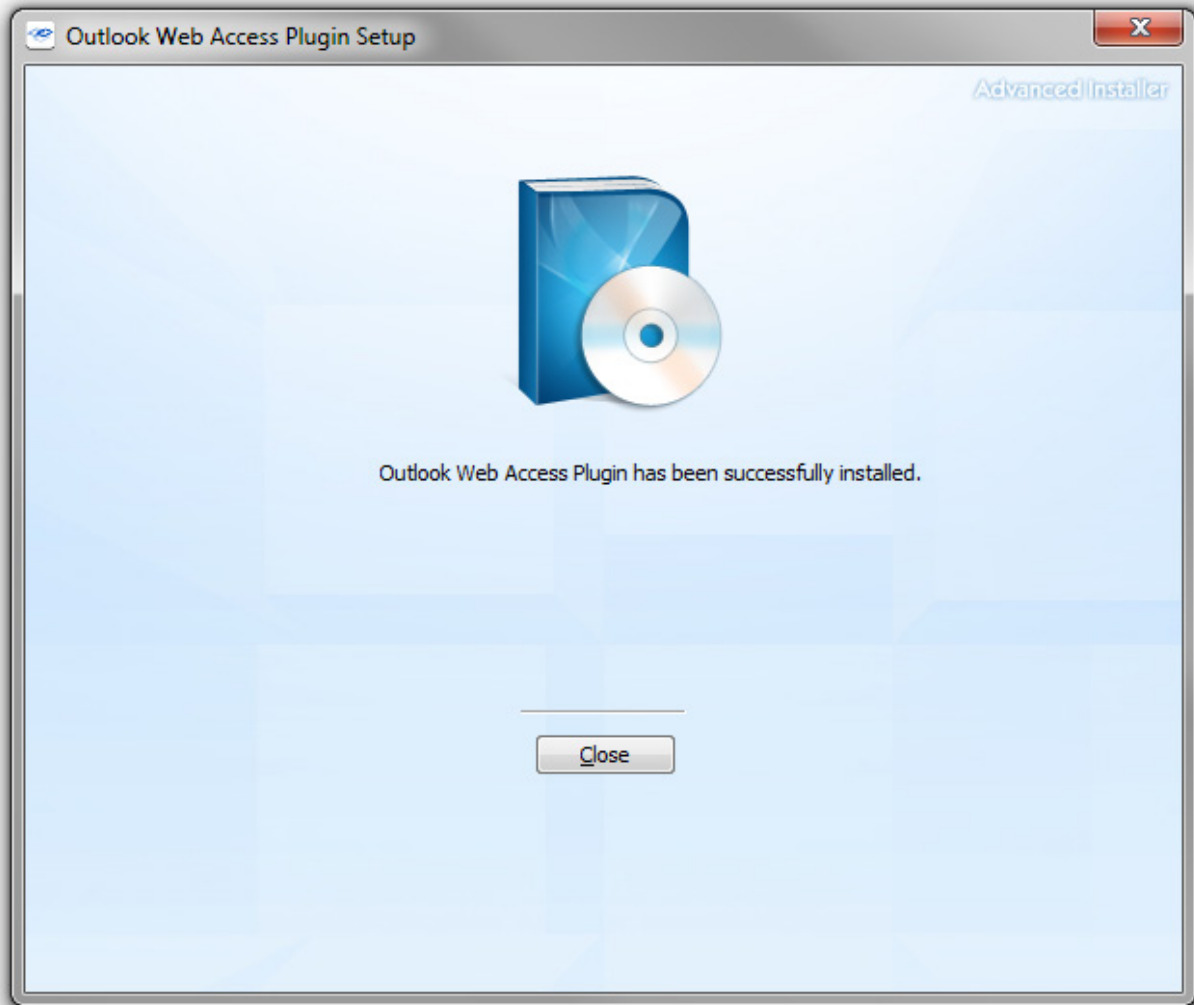 Outlook Web Access Plugin Setup
Advanced Installer
Outlook Web Access Plugin has been successfully installed.
Close